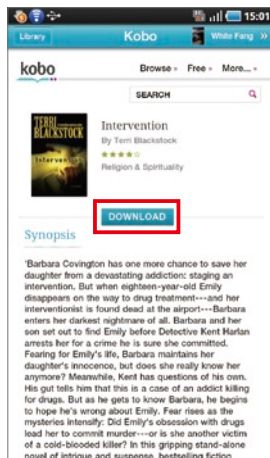 15:01
Library Kobo White Fang »
kobo Browse Free More...
SEARCH
TERRI
BLACKSTOCK
Intervention
Intervention
By Terri Blackstock
Religion & Spirituality
DOWNLOAD
Synopsis
'Barbara Covington has one more chance to save her
daughter from a devastating addiction: staging an
intervention. But when eighteen-year-old Emily
disappears on the way to drug treatment---and her
interventionist is found dead at the airport---Barbara
enters her darkest nightmare of all. Barbara and her
son set out to find Emily before Detective Kent Harlan
arrests her for a crime he is sure she committed.
Fearing for Emily's life, Barbara maintains her
daughter's innocence, but does she really know her
anymore? Meanwhile, Kent has questions of his own.
His gut tells him that this is a case of an addict killing
for drugs. But as he gets to know Barbara, he begins
to hope he's wrong about Emily. Fear rises as the
mysteries intensify: Did Emily's obsession with drugs
lead her to commit murder---or is she another victim
of a cold-blooded killer? In this gripping stand-alone
novel of intrigue and suspense, bestselling fiction